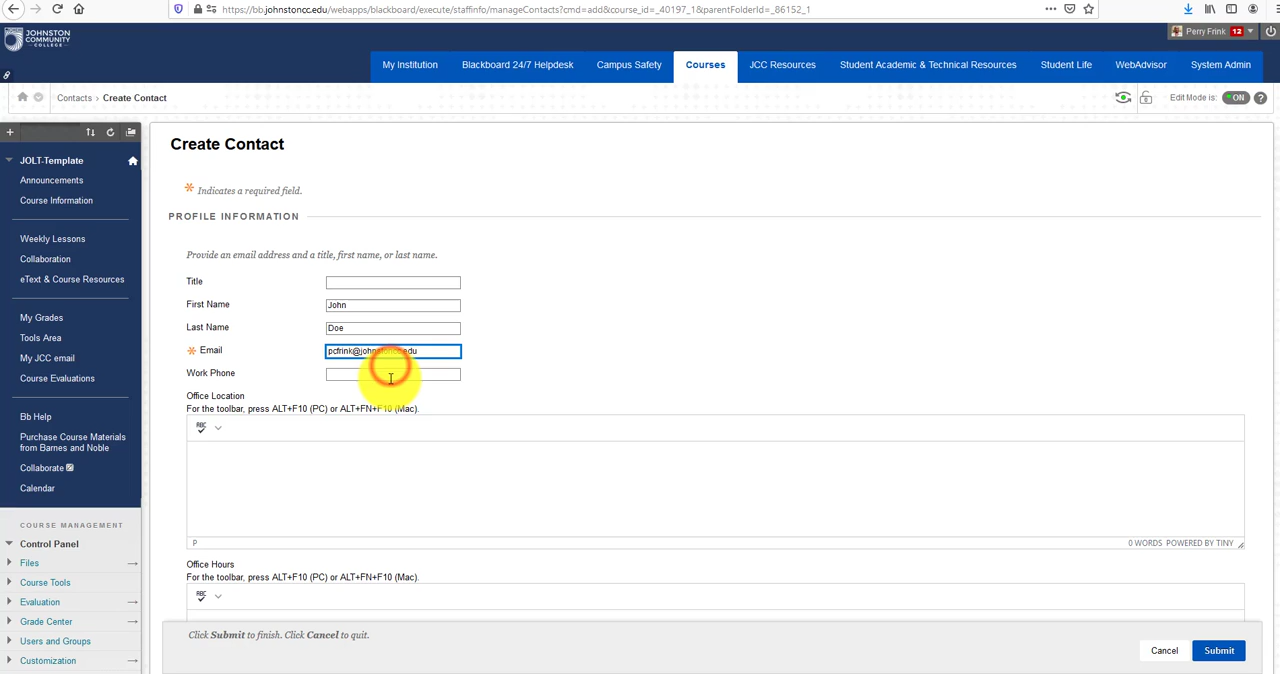 https://bb.johnstoncc.edu/webapps/blackboard/execute/staffinfo/manageContacts?cmd=add&course_id=_40197_1&parentFolderId=_86152_1
JOHNSTON
COMMUNITY
COLLEGE
Perry Frink 12
My Institution Blackboard 24/7 Helpdesk Campus Safety Courses JCC Resources Student Academic & Technical Resources Student Life WebAdvisor System Admin
Contacts > Create Contact Edit Mode is: ON ?
JOLT-Template
Announcements
Course Information
Weekly Lessons
Collaboration
eText & Course Resources
My Grades
Tools Area
My JCC email
Course Evaluations
Bb Help
Purchase Course Materials
from Barnes and Noble
Collaborate
Calendar
COURSE MANAGEMENT
Control Panel
Files
Course Tools
Evaluation
Grade Center
Users and Groups
Customization
Create Contact
* Indicates a required field.
PROFILE INFORMATION
Provide an email address and a title, first name, or last name.
Title
First Name John
Last Name Doe
* Email pcfrink@johnstoncc.edu
Work Phone
Office Location
For the toolbar, press ALT+F10 (PC) or ALT+FN+F10 (Mac).
ABC
P 0 WORDS POWERED BY TINY
Office Hours
For the toolbar, press ALT+F10 (PC) or ALT+FN+F10 (Mac).
ABC
Click Submit to finish. Click Cancel to quit.
Cancel Submit